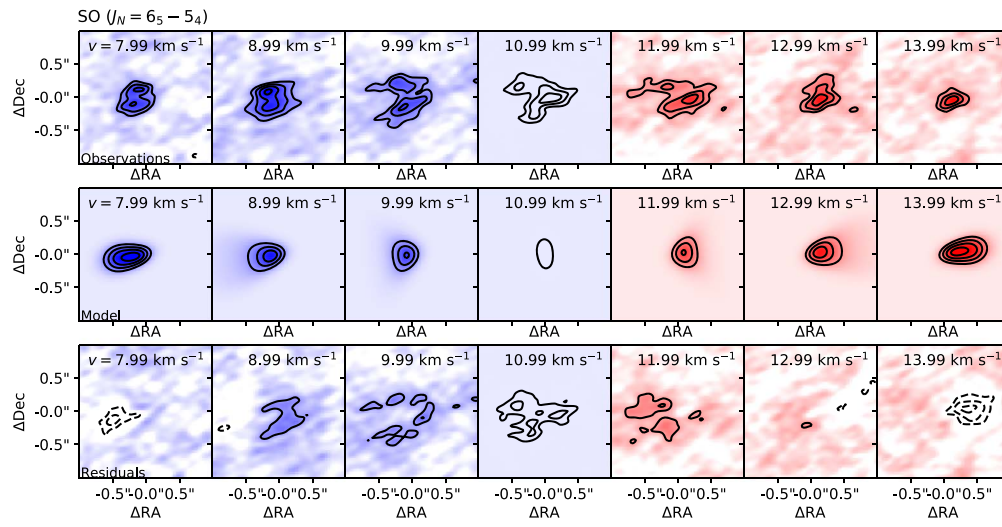 SO (J_N = 6_5 − 5_4)
v = 7.99 km s⁻¹ 8.99 km s⁻¹ 9.99 km s⁻¹ 10.99 km s⁻¹ 11.99 km s⁻¹ 12.99 km s⁻¹ 13.99 km s⁻¹
0.5"
-0.0"
-0.5"
ΔDec
Observations
ΔRA ΔRA ΔRA ΔRA ΔRA ΔRA ΔRA
v = 7.99 km s⁻¹ 8.99 km s⁻¹ 9.99 km s⁻¹ 10.99 km s⁻¹ 11.99 km s⁻¹ 12.99 km s⁻¹ 13.99 km s⁻¹
0.5"
-0.0"
-0.5"
ΔDec
Model
ΔRA ΔRA ΔRA ΔRA ΔRA ΔRA ΔRA
v = 7.99 km s⁻¹ 8.99 km s⁻¹ 9.99 km s⁻¹ 10.99 km s⁻¹ 11.99 km s⁻¹ 12.99 km s⁻¹ 13.99 km s⁻¹
0.5"
-0.0"
-0.5"
ΔDec
Residuals
-0.5"-0.0"0.5" -0.5"-0.0"0.5" -0.5"-0.0"0.5" -0.5"-0.0"0.5" -0.5"-0.0"0.5" -0.5"-0.0"0.5" -0.5"-0.0"0.5"
ΔRA ΔRA ΔRA ΔRA ΔRA ΔRA ΔRA